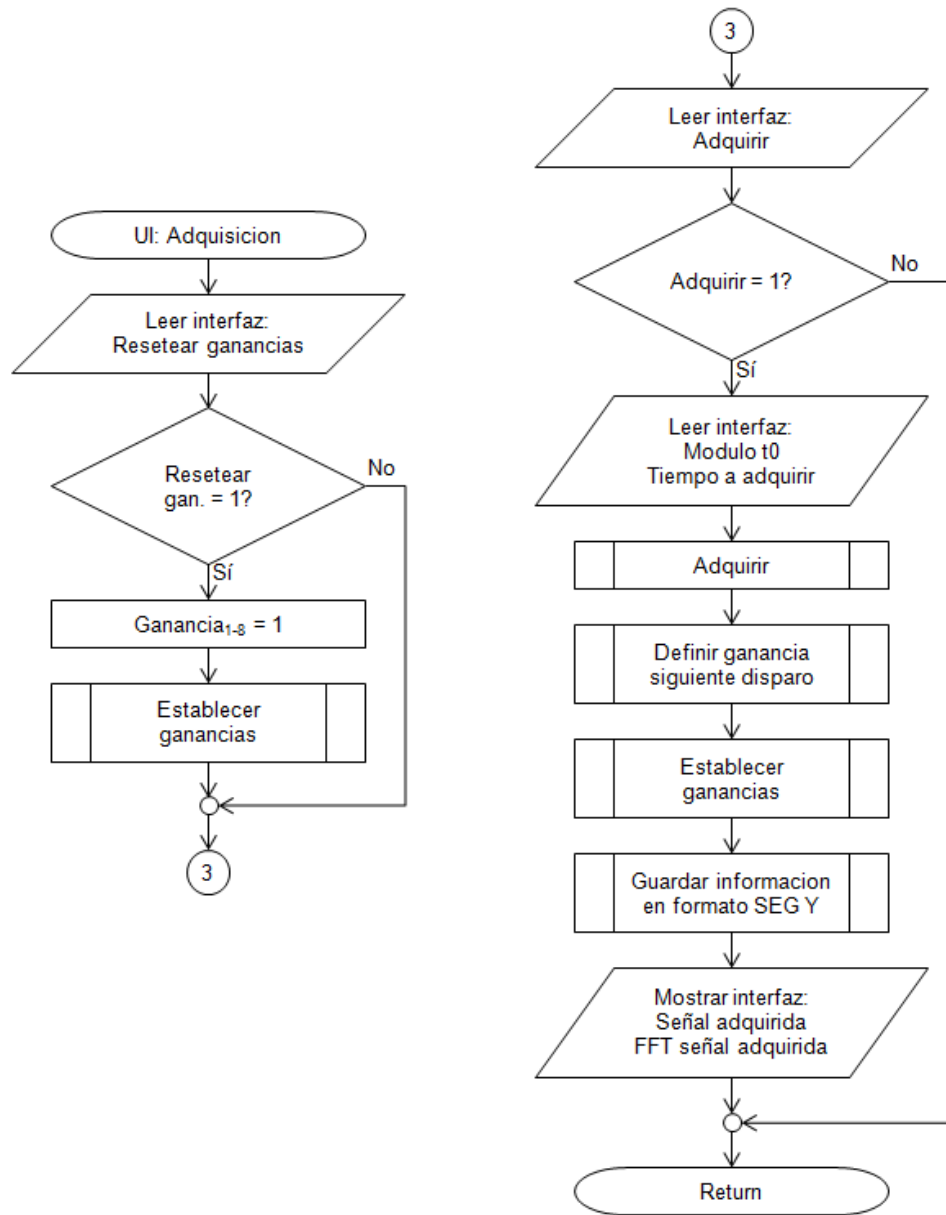 UI: Adquisicion
Leer interfaz:
Resetear ganancias
Resetear
gan. = 1?
No
Sí
Ganancia₁₋₈ = 1
Establecer
ganancias
3
3
Leer interfaz:
Adquirir
Adquirir = 1?
No
Sí
Leer interfaz:
Modulo t0
Tiempo a adquirir
Adquirir
Definir ganancia
siguiente disparo
Establecer
ganancias
Guardar informacion
en formato SEG Y
Mostrar interfaz:
Señal adquirida
FFT señal adquirida
Return